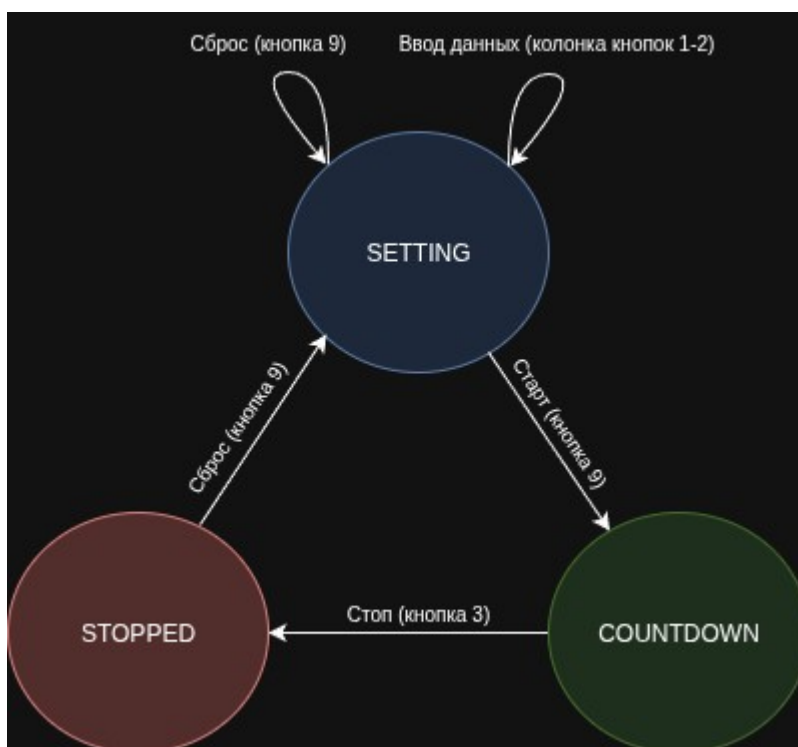 Сброс (кнопка 9)
Ввод данных (колонка кнопок 1-2)
SETTING
Сброс (кнопка 9)
Старт (кнопка 9)
STOPPED
Стоп (кнопка 3)
COUNTDOWN